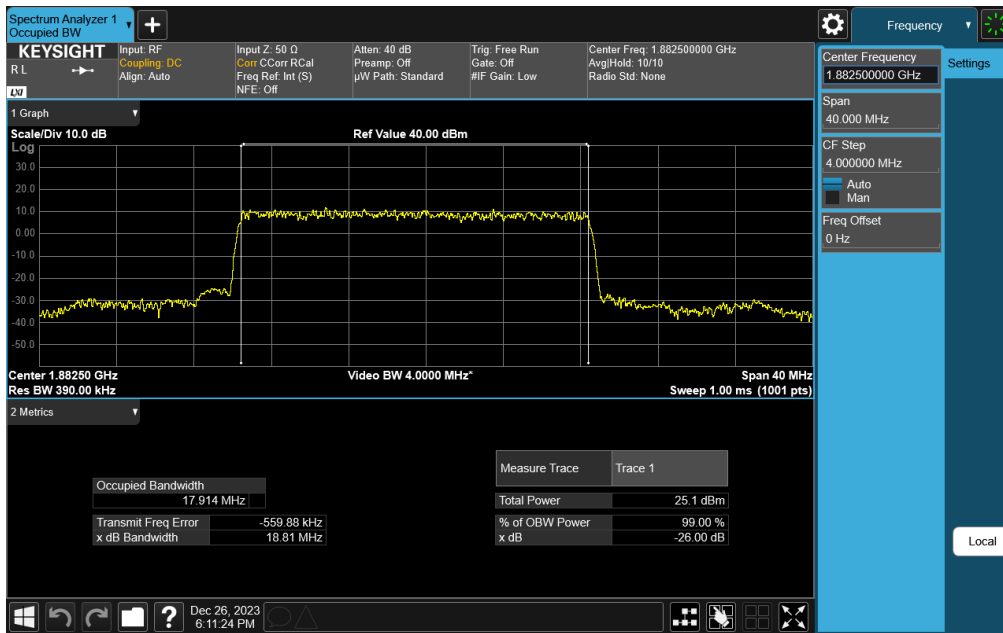 Spectrum Analyzer 1
Occupied BW
Frequency
KEYSIGHT
R L
LXI
Input: RF
Coupling: DC
Align: Auto
Input Z: 50 Ω
Corr CCorr RCal
Freq Ref: Int (S)
NFE: Off
Atten: 40 dB
Preamp: Off
µW Path: Standard
Trig: Free Run
Gate: Off
#IF Gain: Low
Center Freq: 1.882500000 GHz
Avg|Hold: 10/10
Radio Std: None
Center Frequency
1.882500000 GHz
Settings
Span
40.000 MHz
CF Step
4.000000 MHz
Auto
Man
Freq Offset
0 Hz
Local
1 Graph
Scale/Div 10.0 dB
Ref Value 40.00 dBm
Log
30.0
20.0
10.0
0.00
-10.0
-20.0
-30.0
-40.0
-50.0
Center 1.88250 GHz
Video BW 4.0000 MHz*
Span 40 MHz
Res BW 390.00 kHz
Sweep 1.00 ms (1001 pts)
2 Metrics
Occupied Bandwidth
17.914 MHz
Transmit Freq Error -559.88 kHz
x dB Bandwidth 18.81 MHz
Measure Trace Trace 1
Total Power 25.1 dBm
% of OBW Power 99.00 %
x dB -26.00 dB
Dec 26, 2023
6:11:24 PM